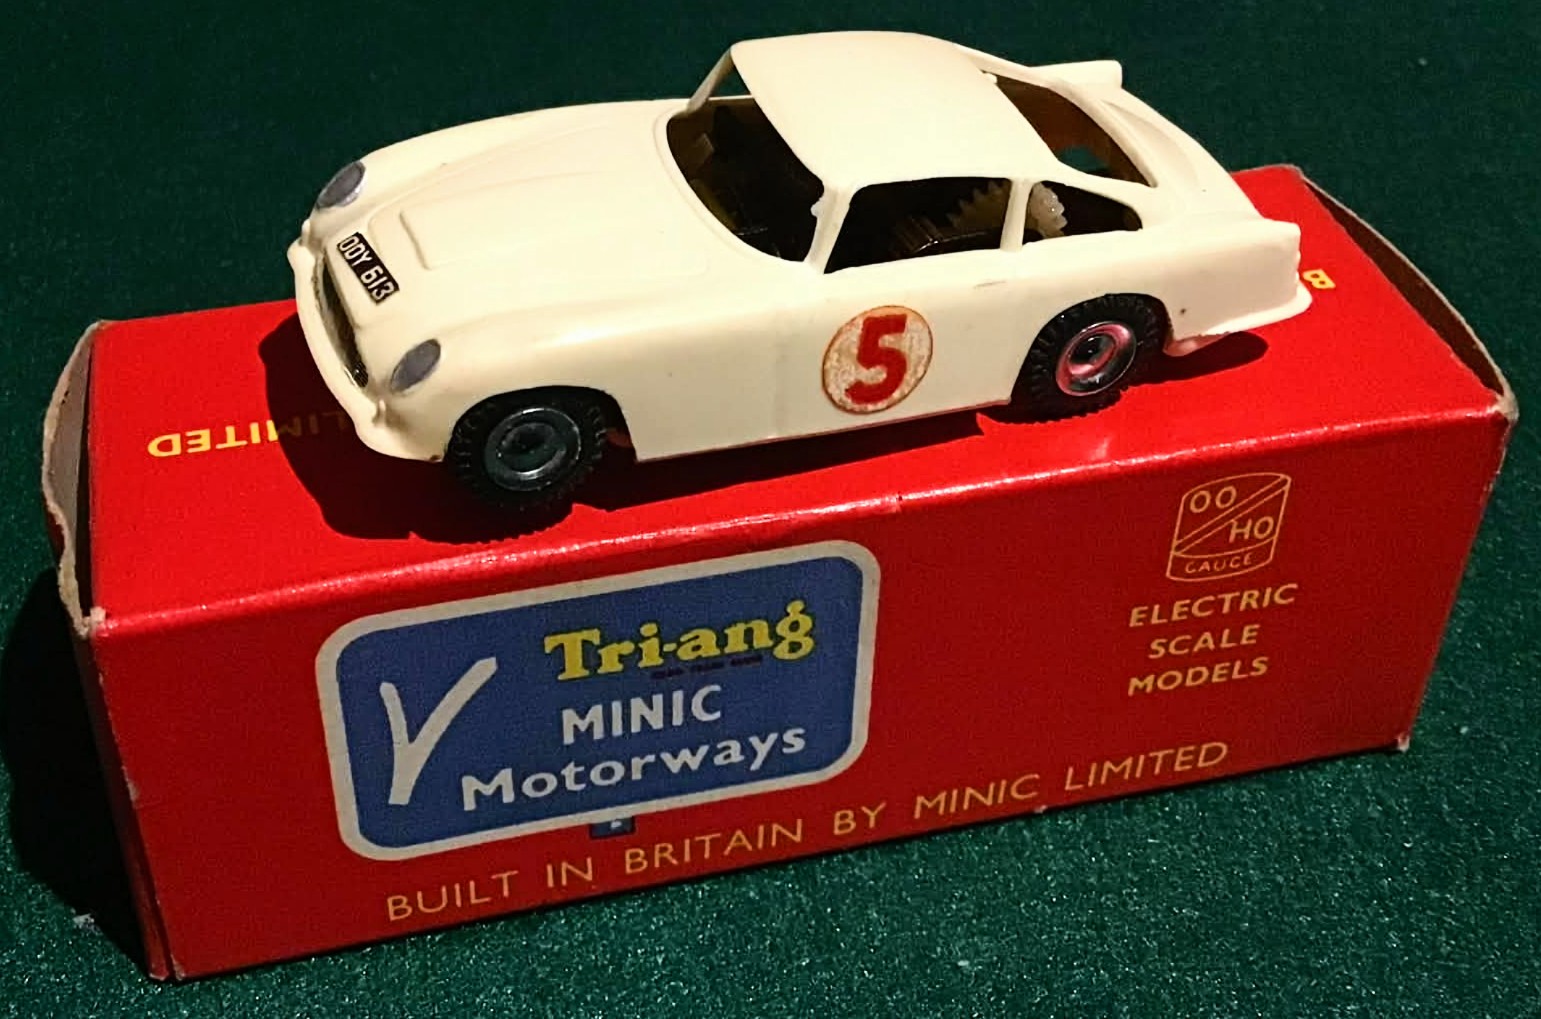 OOY 613
5
LIMITED
B
OO
HO
GAUGE
ELECTRIC
SCALE
MODELS
Tri-ang
MINIC
Motorways
BUILT IN BRITAIN BY MINIC LIMITED